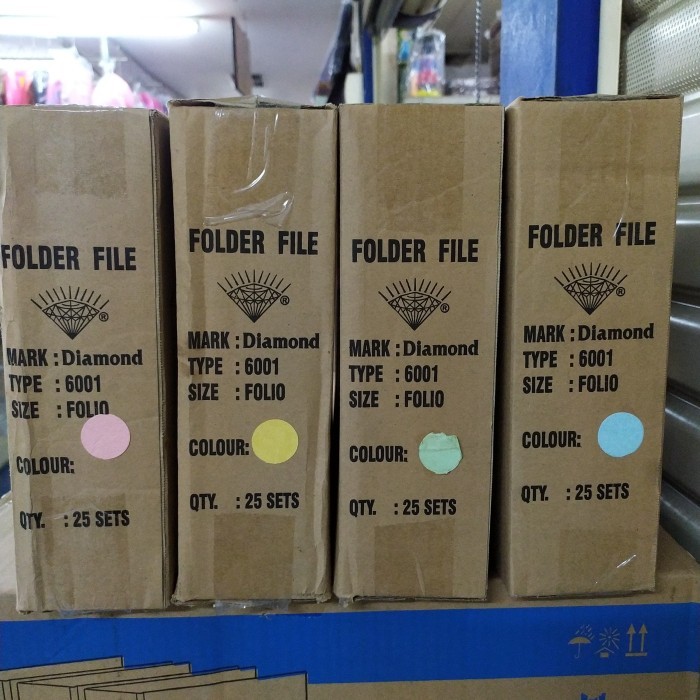 FOLDER FILE
®
MARK : Diamond
TYPE : 6001
SIZE : FOLIO
COLOUR:
QTY. : 25 SETS
FOLDER FILE
®
MARK : Diamond
TYPE : 6001
SIZE : FOLIO
COLOUR:
QTY. : 25 SETS
FOLDER FILE
®
MARK : Diamond
TYPE : 6001
SIZE : FOLIO
COLOUR:
QTY. : 25 SETS
FOLDER FILE
®
MARK : Diamond
TYPE : 6001
SIZE : FOLIO
COLOUR:
QTY. : 25 SETS